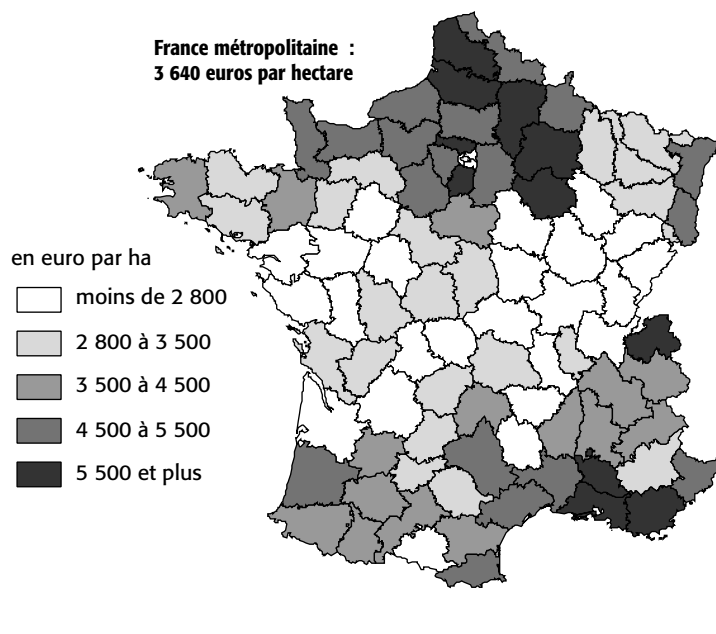 France métropolitaine :
3 640 euros par hectare
en euro par ha
moins de 2 800
2 800 à 3 500
3 500 à 4 500
4 500 à 5 500
5 500 et plus